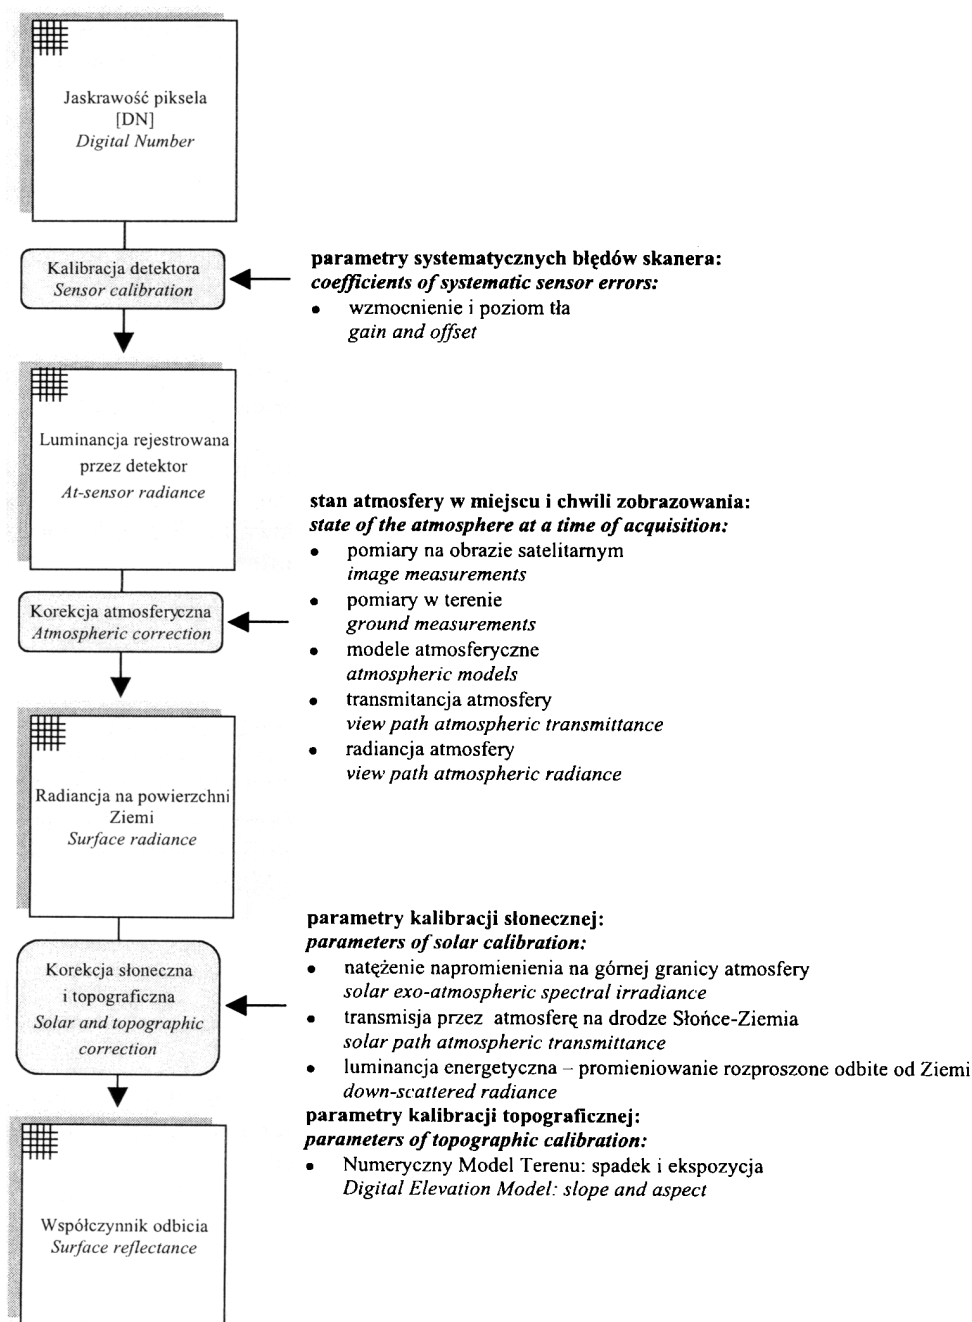 Jaskrawość piksela
[DN]
Digital Number
Kalibracja detektora
Sensor calibration
parametry systematycznych błędów skanera:
coefficients of systematic sensor errors:
• wzmocnienie i poziom tła
gain and offset
Luminancja rejestrowana
przez detektor
At-sensor radiance
stan atmosfery w miejscu i chwili zobrazowania:
state of the atmosphere at a time of acquisition:
• pomiary na obrazie satelitarnym
image measurements
• pomiary w terenie
ground measurements
• modele atmosferyczne
atmospheric models
• transmitancja atmosfery
view path atmospheric transmittance
• radiancja atmosfery
view path atmospheric radiance
Korekcja atmosferyczna
Atmospheric correction
Radiancja na powierzchni
Ziemi
Surface radiance
Korekcja słoneczna
i topograficzna
Solar and topographic
correction
parametry kalibracji słonecznej:
parameters of solar calibration:
• natężenie napromienienia na górnej granicy atmosfery
solar exo-atmospheric spectral irradiance
• transmisja przez atmosferę na drodze Słońce-Ziemia
solar path atmospheric transmittance
• luminancja energetyczna – promieniowanie rozproszone odbite od Ziemi
down-scattered radiance
parametry kalibracji topograficznej:
parameters of topographic calibration:
• Numeryczny Model Terenu: spadek i ekspozycja
Digital Elevation Model: slope and aspect
Współczynnik odbicia
Surface reflectance